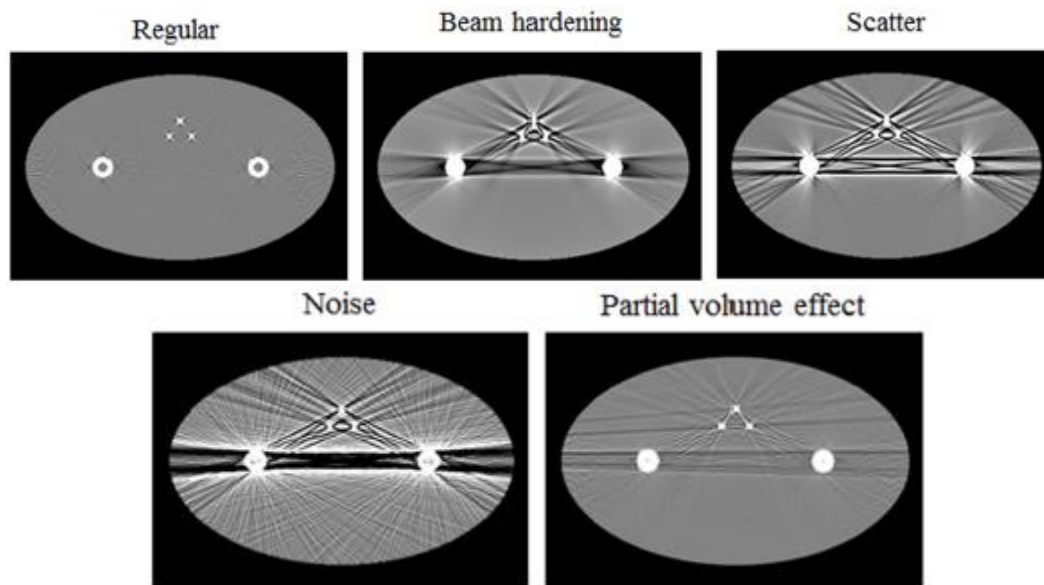 Regular
Beam hardening
Scatter
Noise
Partial volume effect